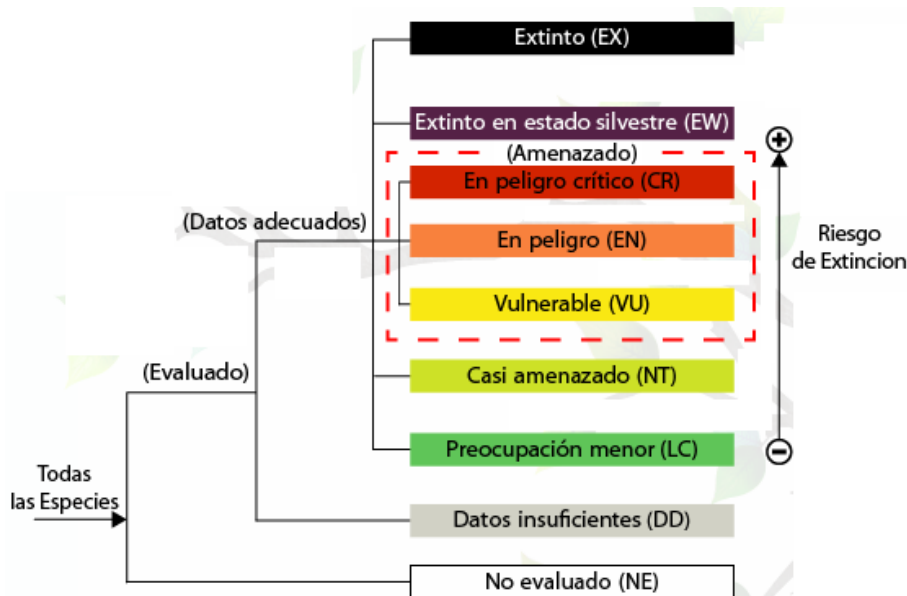 Extinto (EX)
Extinto en estado silvestre (EW)
(Amenazado)
En peligro crítico (CR)
(Datos adecuados)
En peligro (EN)
Riesgo
de Extincion
Vulnerable (VU)
(Evaluado)
Casi amenazado (NT)
Preocupación menor (LC)
Todas
las Especies
Datos insuficientes (DD)
No evaluado (NE)